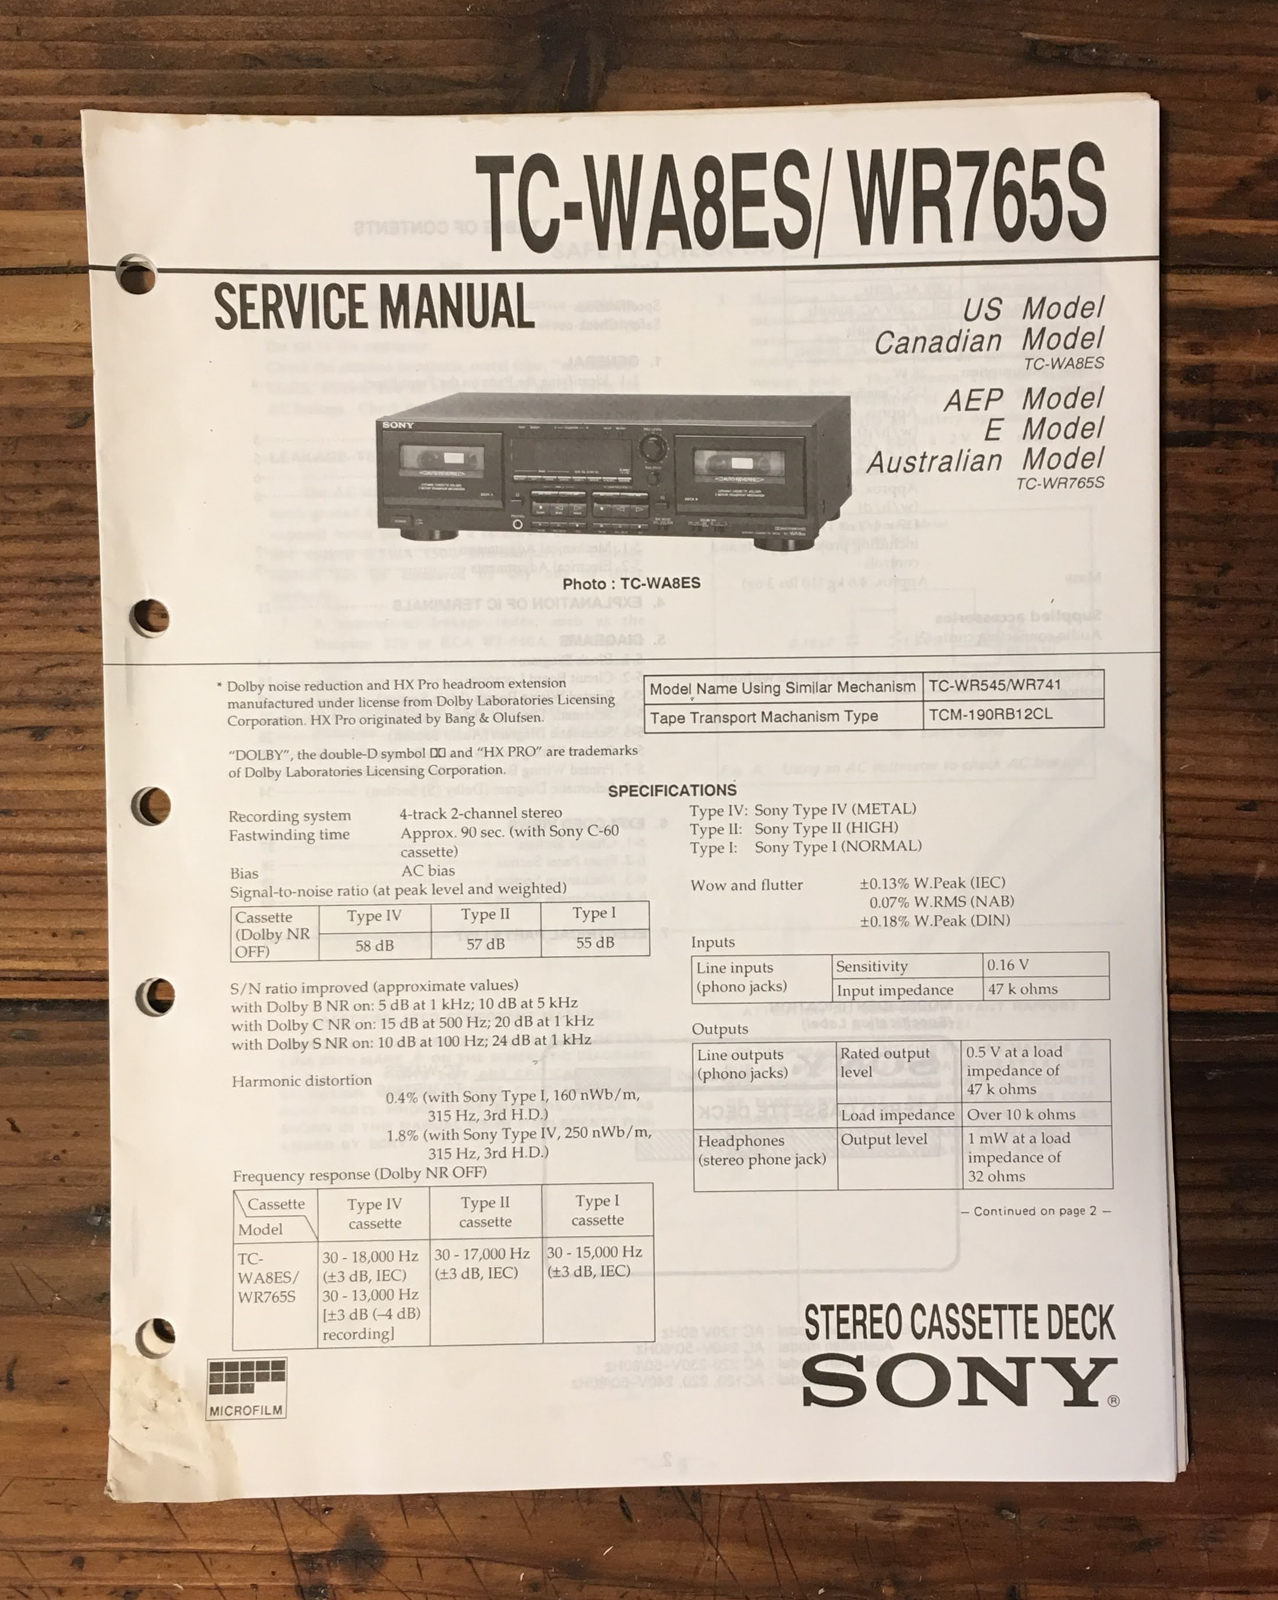 TC-WA8ES/WR765S
SERVICE MANUAL
US Model
Canadian Model
TC-WA8ES
AEP Model
E Model
Australian Model
TC-WR765S
SONY
Photo : TC-WA8ES
* Dolby noise reduction and HX Pro headroom extension
manufactured under license from Dolby Laboratories Licensing
Corporation. HX Pro originated by Bang & Olufsen.
"DOLBY", the double-D symbol and "HX PRO" are trademarks
of Dolby Laboratories Licensing Corporation.
Model Name Using Similar Mechanism TC-WR545/WR741
Tape Transport Machanism Type TCM-190RB12CL
SPECIFICATIONS
Recording system 4-track 2-channel stereo
Fastwinding time Approx. 90 sec. (with Sony C-60
cassette)
Bias AC bias
Signal-to-noise ratio (at peak level and weighted)
Cassette Type IV Type II Type I
(Dolby NR
OFF) 58 dB 57 dB 55 dB
S/N ratio improved (approximate values)
with Dolby B NR on: 5 dB at 1 kHz; 10 dB at 5 kHz
with Dolby C NR on: 15 dB at 500 Hz; 20 dB at 1 kHz
with Dolby S NR on: 10 dB at 100 Hz; 24 dB at 1 kHz
Harmonic distortion
0.4% (with Sony Type I, 160 nWb/m,
315 Hz, 3rd H.D.)
1.8% (with Sony Type IV, 250 nWb/m,
315 Hz, 3rd H.D.)
Frequency response (Dolby NR OFF)
Cassette Type IV Type II Type I
Model cassette cassette cassette
TC- 30 - 18,000 Hz 30 - 17,000 Hz 30 - 15,000 Hz
WA8ES/ (±3 dB, IEC) (±3 dB, IEC) (±3 dB, IEC)
WR765S 30 - 13,000 Hz
[±3 dB (–4 dB)
recording]
Type IV: Sony Type IV (METAL)
Type II: Sony Type II (HIGH)
Type I: Sony Type I (NORMAL)
Wow and flutter ±0.13% W.Peak (IEC)
0.07% W.RMS (NAB)
±0.18% W.Peak (DIN)
Inputs
Line inputs Sensitivity 0.16 V
(phono jacks) Input impedance 47 k ohms
Outputs
Line outputs Rated output 0.5 V at a load
(phono jacks) level impedance of
47 k ohms
Load impedance Over 10 k ohms
Headphones Output level 1 mW at a load
(stereo phone jack) impedance of
32 ohms
– Continued on page 2 –
MICROFILM
STEREO CASSETTE DECK
SONY®